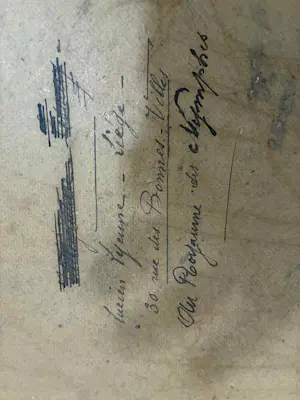 Lucien Lejeune - Liège -
30 rue des Bonnes-Villes
Au Royaume des Nymphes